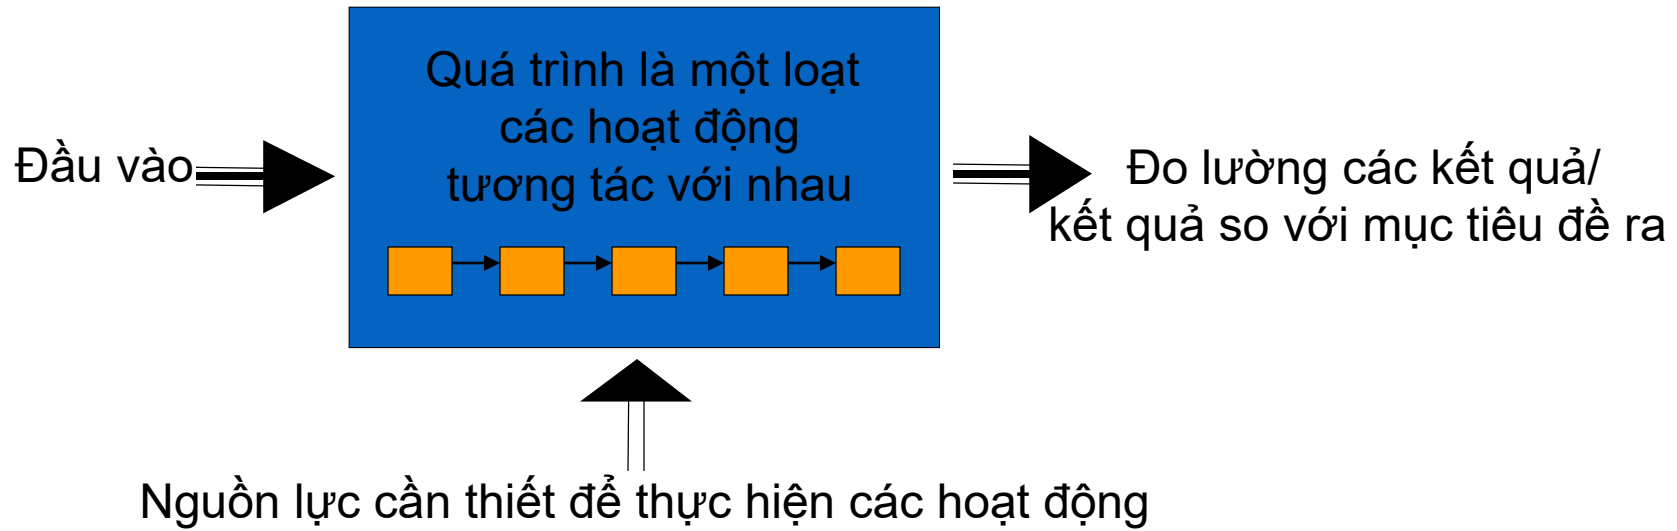 Quá trình là một loạt
các hoạt động
tương tác với nhau
Đầu vào
Đo lường các kết quả/
kết quả so với mục tiêu đề ra
Nguồn lực cần thiết để thực hiện các hoạt động